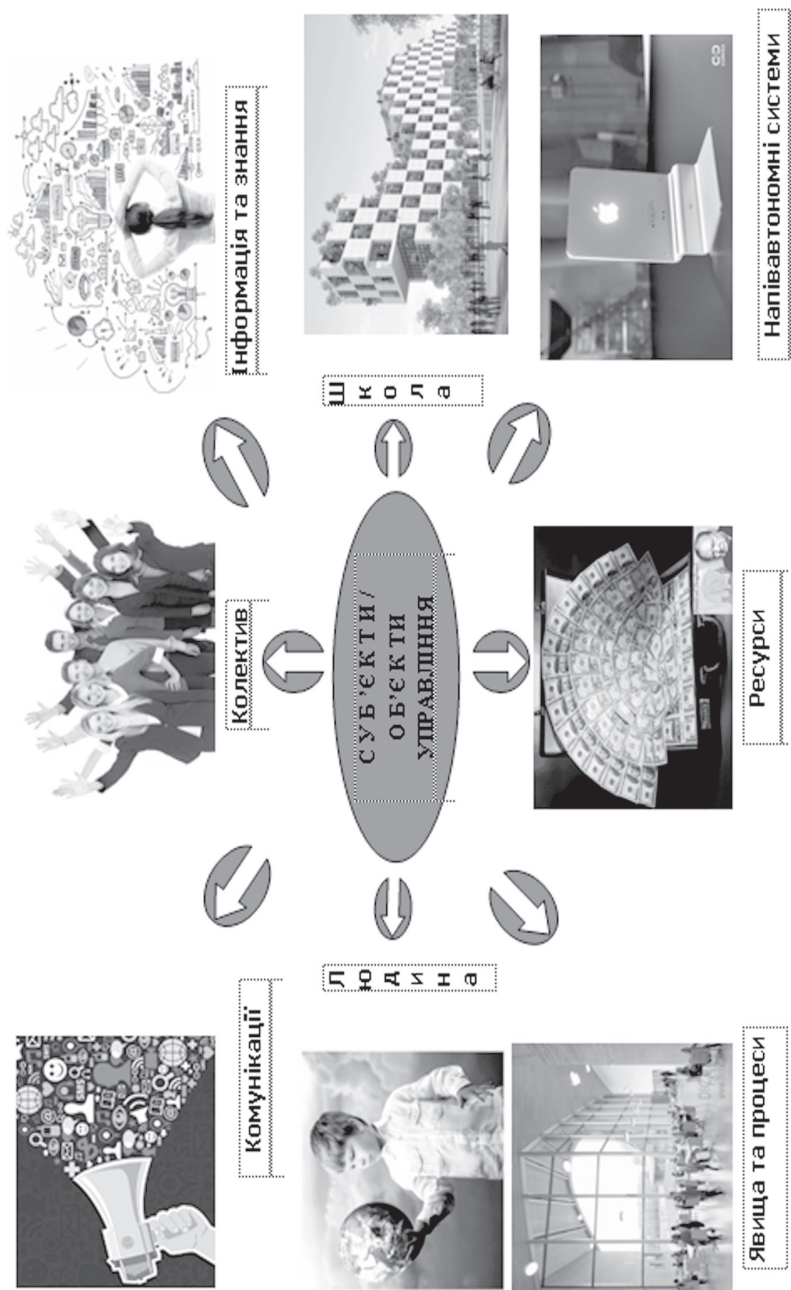 Комунікації
Колектив
Інформація та знання
Людина
СУБ’ЄКТИ/
ОБ’ЄКТИ
УПРАВЛІННЯ
Школа
Явища та процеси
Ресурси
Напівавтономні системи